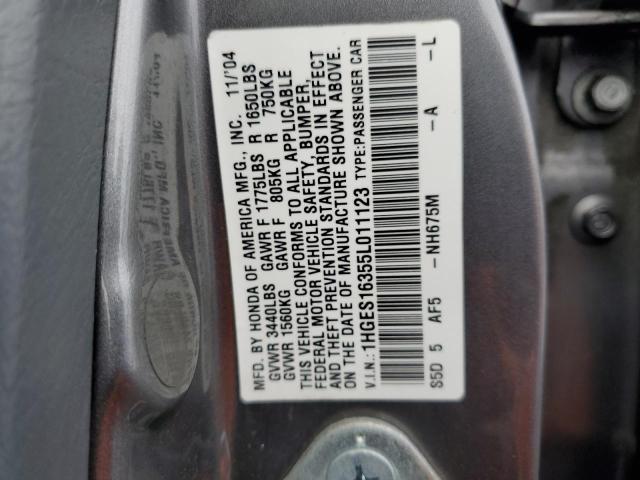 MFD. BY HONDA OF AMERICA MFG., INC. 11/'04
GVWR 3440LBS GAWR F 1775LBS R 1650LBS
GVWR 1560KG GAWR F 805KG R 750KG
THIS VEHICLE CONFORMS TO ALL APPLICABLE
FEDERAL MOTOR VEHICLE SAFETY, BUMPER,
AND THEFT PREVENTION STANDARDS IN EFFECT
ON THE DATE OF MANUFACTURE SHOWN ABOVE.
V.I.N.: 1HGES16355L011123 TYPE:PASSENGER CAR
S5D 5 AF5 - NH675M - A - L